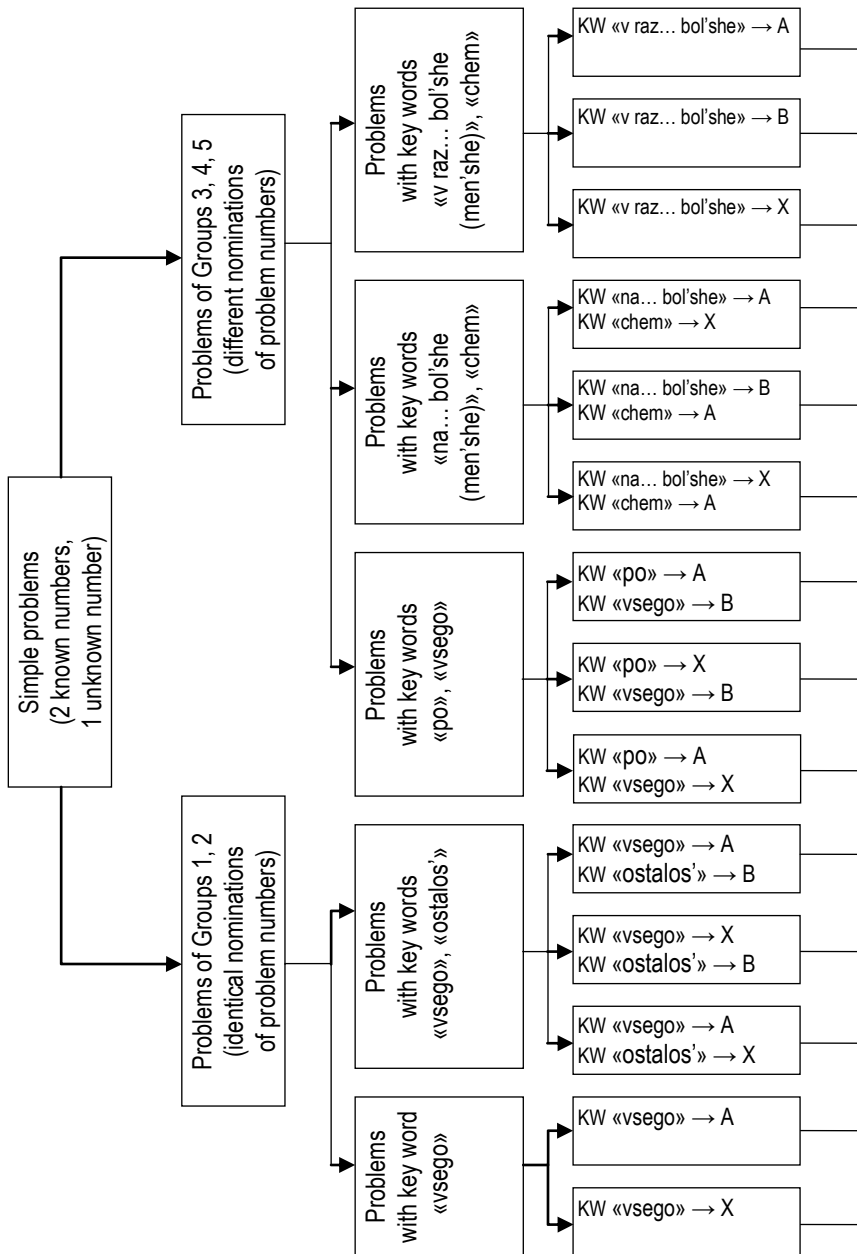 Simple problems
(2 known numbers,
1 unknown number)
Problems of Groups 3, 4, 5
(different nominations
of problem numbers)
Problems of Groups 1, 2
(identical nominations
of problem numbers)
Problems
with key words
«v raz… bol’she
(men’she)», «chem»
Problems
with key words
«na… bol’she
(men’she)», «chem»
Problems
with key words
«po», «vsego»
Problems
with key words
«vsego», «ostalos’»
Problems
with key word
«vsego»
KW «v raz… bol’she» → A
KW «v raz… bol’she» → B
KW «v raz… bol’she» → X
KW «na… bol’she» → A
KW «chem» → X
KW «na… bol’she» → B
KW «chem» → A
KW «na… bol’she» → X
KW «chem» → A
KW «po» → A
KW «vsego» → B
KW «po» → X
KW «vsego» → B
KW «po» → A
KW «vsego» → X
KW «vsego» → A
KW «ostalos’» → B
KW «vsego» → X
KW «ostalos’» → B
KW «vsego» → A
KW «ostalos’» → X
KW «vsego» → A
KW «vsego» → X